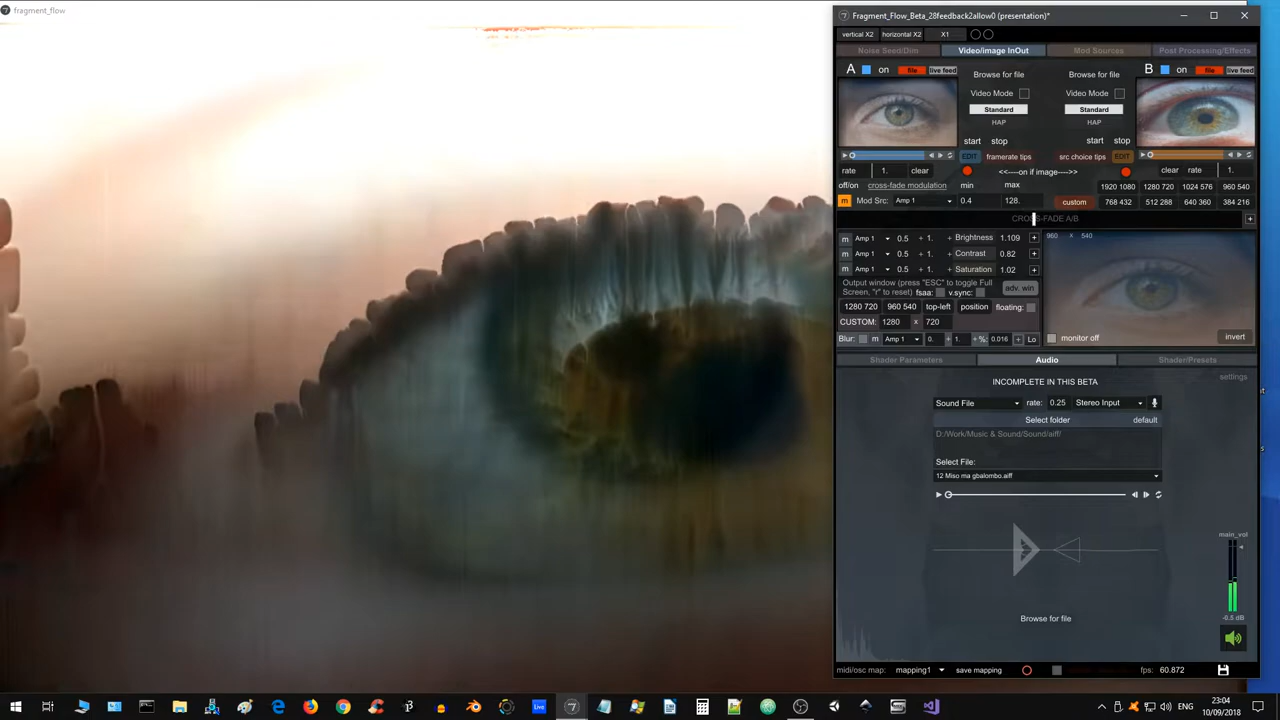 fragment_flow
Fragment_Flow_Beta_28feedback2allow0 (presentation)*
vertical X2 horizontal X2 X1
Noise Seed/Dim Video/image InOut Mod Sources Post Processing/Effects
A on file live feed Browse for file Browse for file B on file live feed
Video Mode Video Mode
Standard Standard
HAP HAP
start stop start stop
EDIT framerate tips src choice tips EDIT
rate 1. clear <<----on if image----> clear rate 1.
off/on cross-fade modulation min max 1920 1080 1280 720 1024 576 960 540
m Mod Src: Amp 1 0.4 128. custom 768 432 512 288 640 360 384 216
CROSS-FADE A/B +
m Amp 1 0.5 + 1. + Brightness 1.109 + 960 X 540
m Amp 1 0.5 + 1. + Contrast 0.82 +
m Amp 1 0.5 + 1. + Saturation 1.02 +
Output window (press "ESC" to toggle Full
Screen, "r" to reset) fsaa: v.sync: adv_win
1280 720 960 540 top-left position floating:
CUSTOM: 1280 x 720
Blur: m Amp 1 0. + 1. +%: 0.016 + Lo monitor off invert
Shader Parameters Audio Shader/Presets
settings
INCOMPLETE IN THIS BETA
Sound File rate: 0.25 Stereo Input
Select folder default
D:/Work/Music & Sound/Sound/aiff/
Select File:
12 Miso ma gbalombo.aiff
main_vol
-0.5 dB
Browse for file
midi/osc map: mapping1 save mapping fps: 60.872
Live
ENG
23:04
10/09/2018